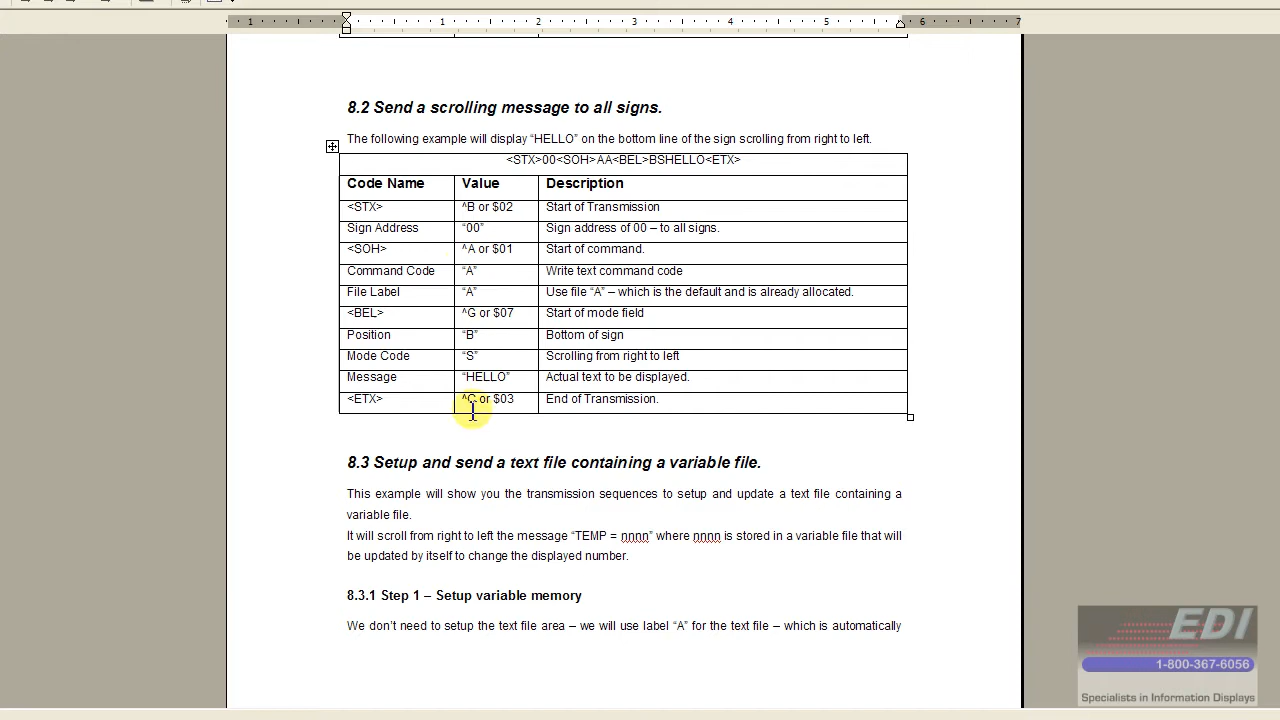 1 1 2 3 4 5 6 7
8.2 Send a scrolling message to all signs.
The following example will display “HELLO” on the bottom line of the sign scrolling from right to left.
<STX>00<SOH>AA<BEL>BSHELLO<ETX>
Code Name Value Description
<STX> ^B or $02 Start of Transmission
Sign Address “00” Sign address of 00 – to all signs.
<SOH> ^A or $01 Start of command.
Command Code “A” Write text command code
File Label “A” Use file “A” – which is the default and is already allocated.
<BEL> ^G or $07 Start of mode field
Position “B” Bottom of sign
Mode Code “S” Scrolling from right to left
Message “HELLO” Actual text to be displayed.
<ETX> ^C or $03 End of Transmission.
8.3 Setup and send a text file containing a variable file.
This example will show you the transmission sequences to setup and update a text file containing a
variable file.
It will scroll from right to left the message “TEMP = nnnn” where nnnn is stored in a variable file that will
be updated by itself to change the displayed number.
8.3.1 Step 1 – Setup variable memory
We don’t need to setup the text file area – we will use label “A” for the text file – which is automatically
EDI
1-800-367-6056
Specialists in Information Displays